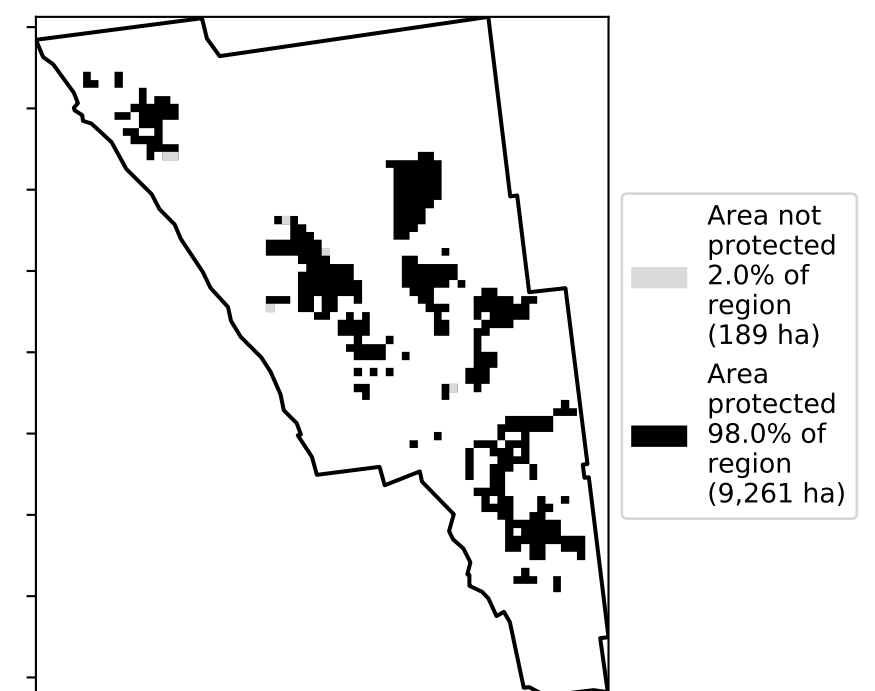 Area not
protected
2.0% of
region
(189 ha)
Area
protected
98.0% of
region
(9,261 ha)